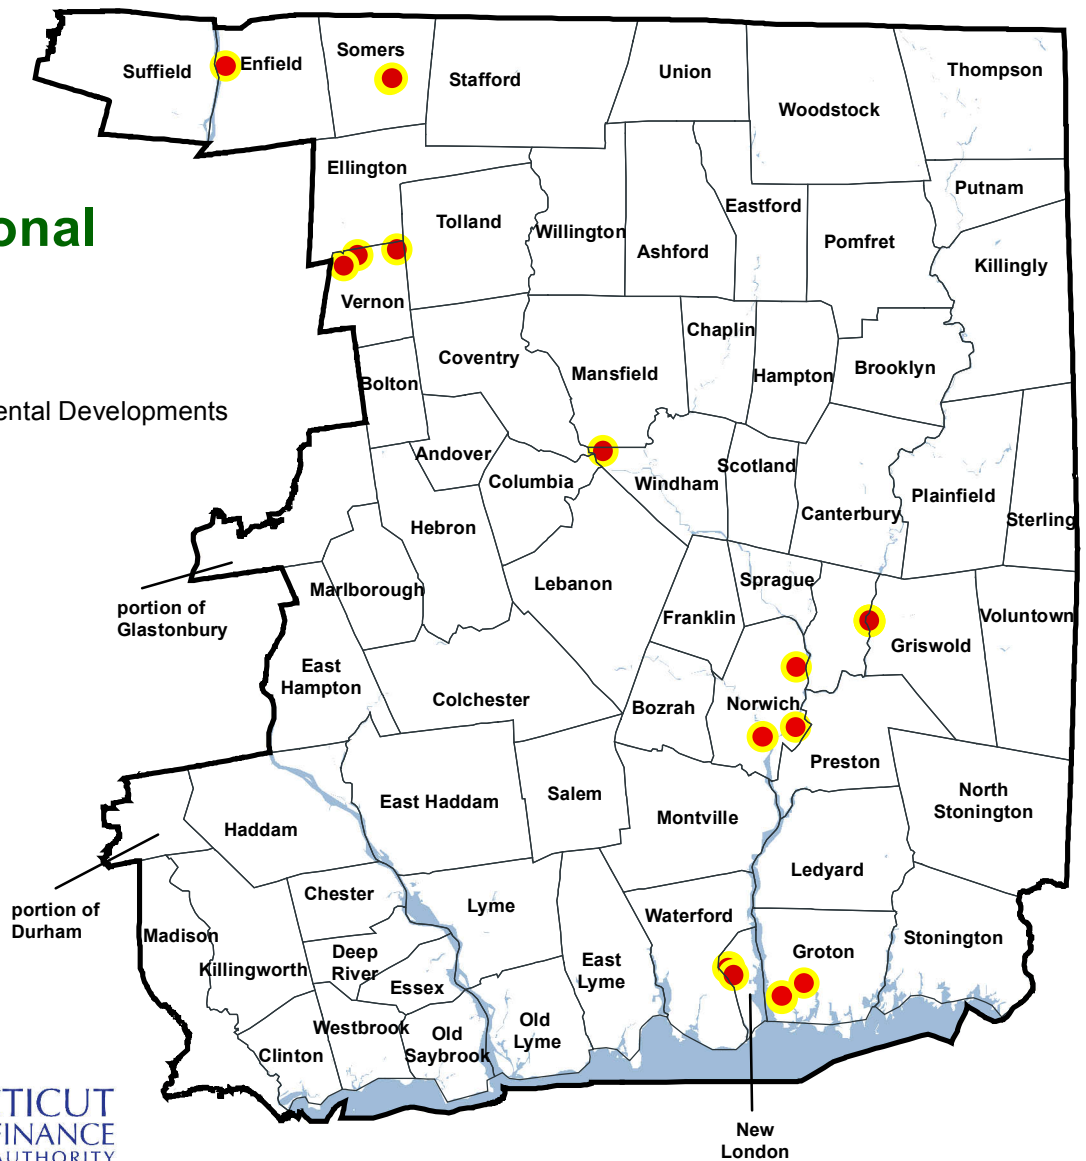 Suffield
Enfield
Somers
Stafford
Union
Woodstock
Thompson
Ellington
Tolland
Willington
Ashford
Eastford
Pomfret
Putnam
Killingly
onal
Vernon
Coventry
Mansfield
Chaplin
Hampton
Brooklyn
Bolton
ental Developments
Andover
Columbia
Windham
Scotland
Canterbury
Plainfield
Sterling
Hebron
Marlborough
Lebanon
Franklin
Sprague
Griswold
Voluntown
portion of
Glastonbury
East
Hampton
Colchester
Bozrah
Norwich
Preston
North
Stonington
East Haddam
Salem
Montville
Haddam
Ledyard
Chester
Lyme
Waterford
Groton
Stonington
portion of
Durham
Madison
Killingworth
Deep
River
Essex
East
Lyme
Westbrook
Old
Saybrook
Old
Lyme
Clinton
New
London
TICUT
FINANCE
AUTHORITY